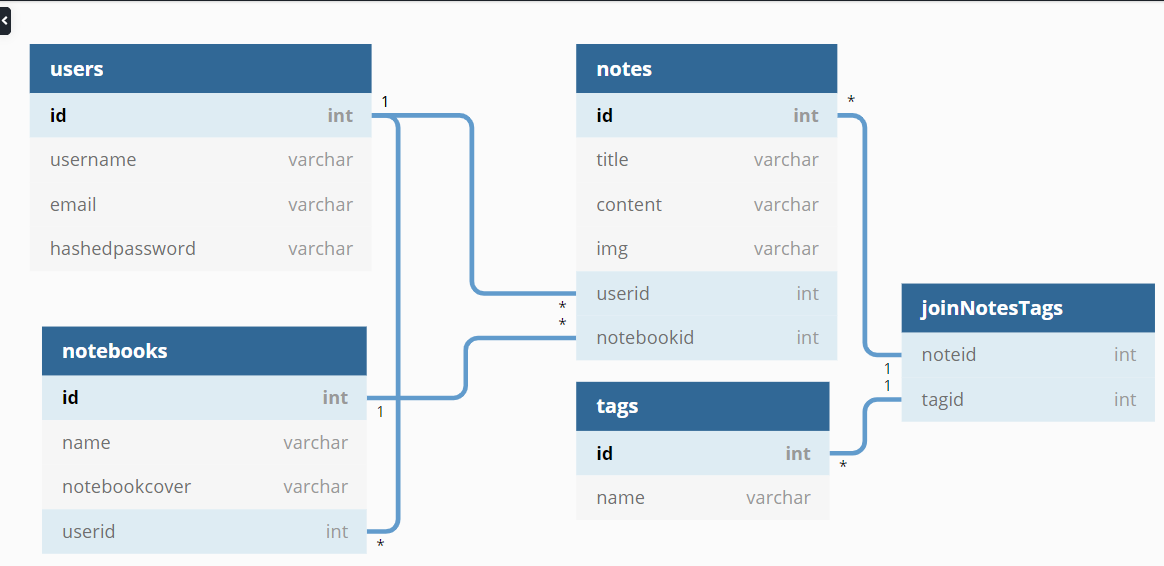 users
id int
username varchar
email varchar
hashedpassword varchar
1
notebooks
id int
name varchar
notebookcover varchar
userid int
1
*
notes
id int
title varchar
content varchar
img varchar
userid int
notebookid int
*
*
*
tags
id int
name varchar
*
joinNotesTags
noteid int
tagid int
1
1